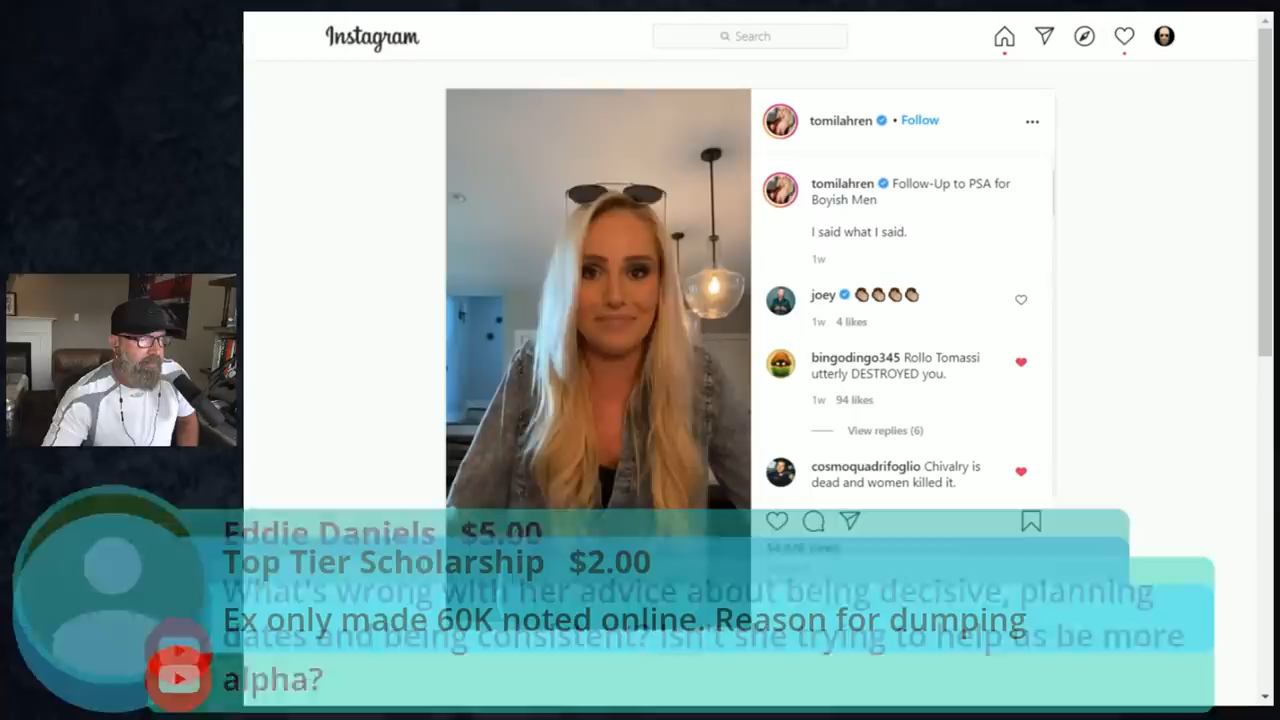 Instagram
Search
tomilahren • Follow
tomilahren Follow-Up to PSA for
Boyish Men
I said what I said.
1w
joey
1w 4 likes
bingodingo345 Rollo Tomassi
utterly DESTROYED you.
1w 94 likes
View replies (6)
cosmoquadrifoglio Chivalry is
dead and women killed it.
Eddie Daniels $5.00
Top Tier Scholarship $2.00
What's wrong with her advice about being decisive, planning
Ex only made 60K noted online. Reason for dumping
dates and being consistent? Isn't she trying to help us be more
alpha?